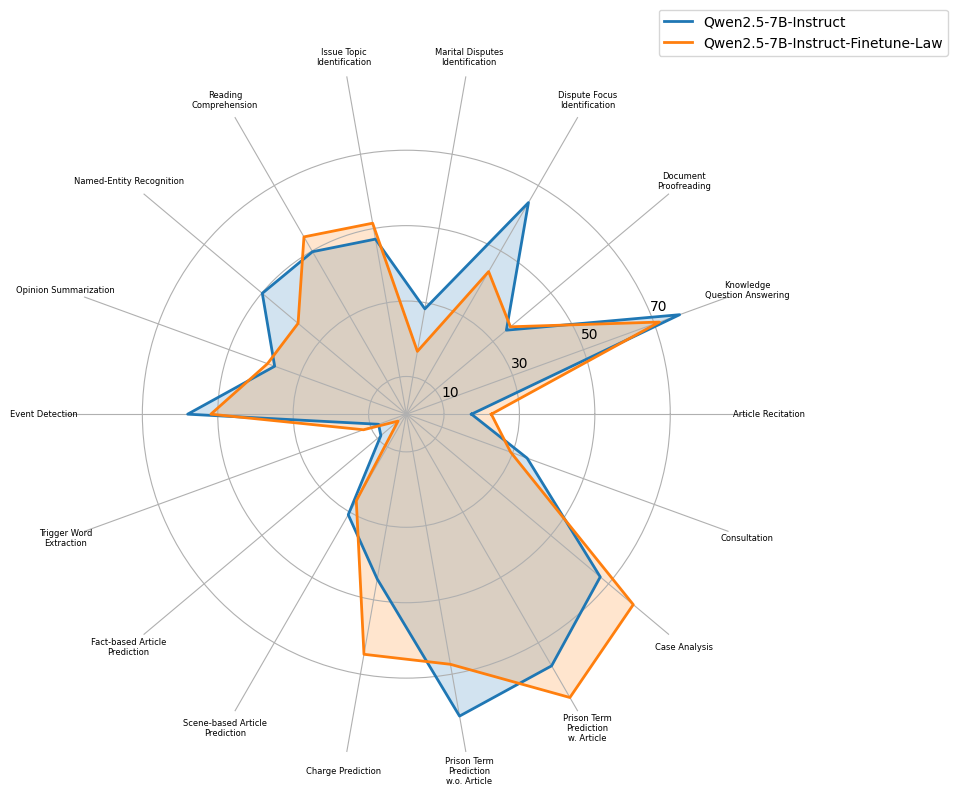 Qwen2.5-7B-Instruct
Qwen2.5-7B-Instruct-Finetune-Law
Issue Topic
Identification
Marital Disputes
Identification
Reading
Comprehension
Dispute Focus
Identification
Named-Entity Recognition
Document
Proofreading
Opinion Summarization
Knowledge
Question Answering
70
50
30
10
Event Detection
Article Recitation
Trigger Word
Extraction
Consultation
Fact-based Article
Prediction
Case Analysis
Scene-based Article
Prediction
Prison Term
Prediction
w. Article
Charge Prediction
Prison Term
Prediction
w.o. Article